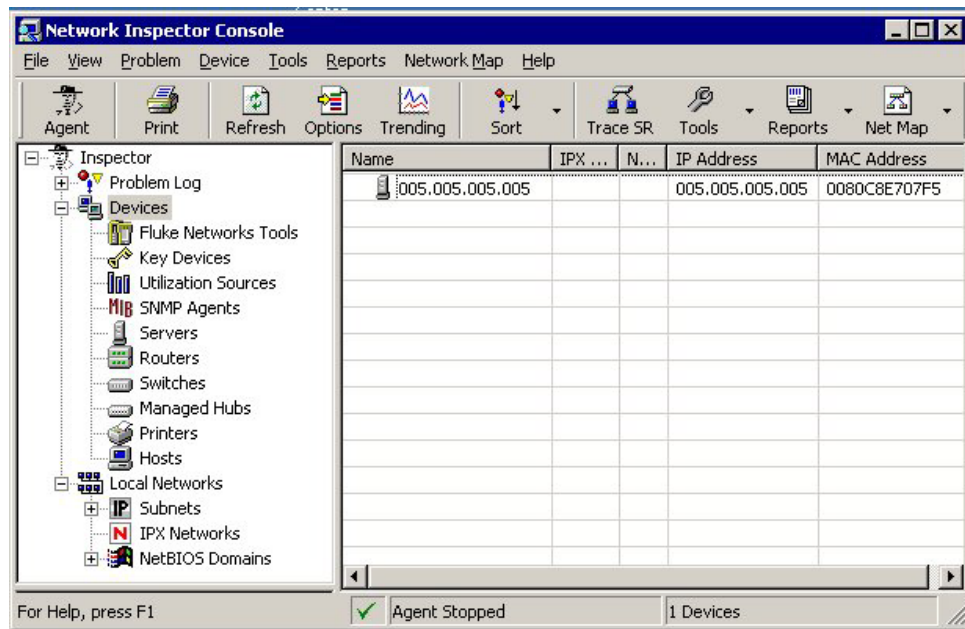 Network Inspector Console
File View Problem Device Tools Reports Network Map Help
Agent Print Refresh Options Trending Sort Trace SR Tools Reports Net Map
Inspector
Problem Log
Devices
Fluke Networks Tools
Key Devices
Utilization Sources
MIB SNMP Agents
Servers
Routers
Switches
Managed Hubs
Printers
Hosts
Local Networks
IP Subnets
N IPX Networks
NetBIOS Domains
Name IPX ... N... IP Address MAC Address
005.005.005.005 005.005.005.005 0080C8E707F5
For Help, press F1 Agent Stopped 1 Devices